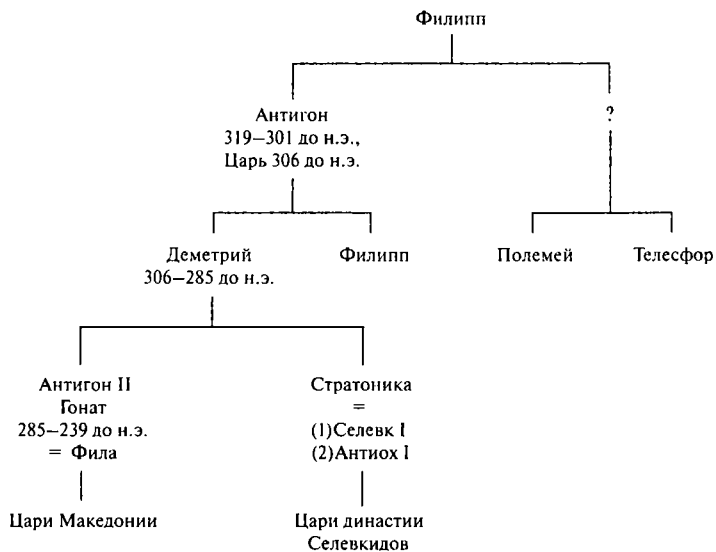 Филипп
Антигон
319–301 до н.э.,
Царь 306 до н.э.
?
Деметрий
306–285 до н.э.
Филипп
Полемей
Телесфор
Антигон II
Гонат
285–239 до н.э.
= Фила
Стратоника
=
(1)Селевк I
(2)Антиох I
Цари Македонии
Цари династии
Селевкидов